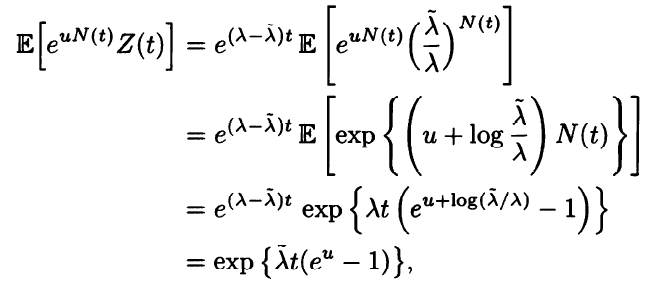 𝔼[e^{uN(t)}Z(t)] = e^{(λ−λ̃)t} 𝔼[e^{uN(t)}(λ̃/λ)^{N(t)}]
= e^{(λ−λ̃)t} 𝔼[exp{(u + log λ̃/λ) N(t)}]
= e^{(λ−λ̃)t} exp{λt(e^{u+log(λ̃/λ)} − 1)}
= exp{λ̃t(e^u − 1)},